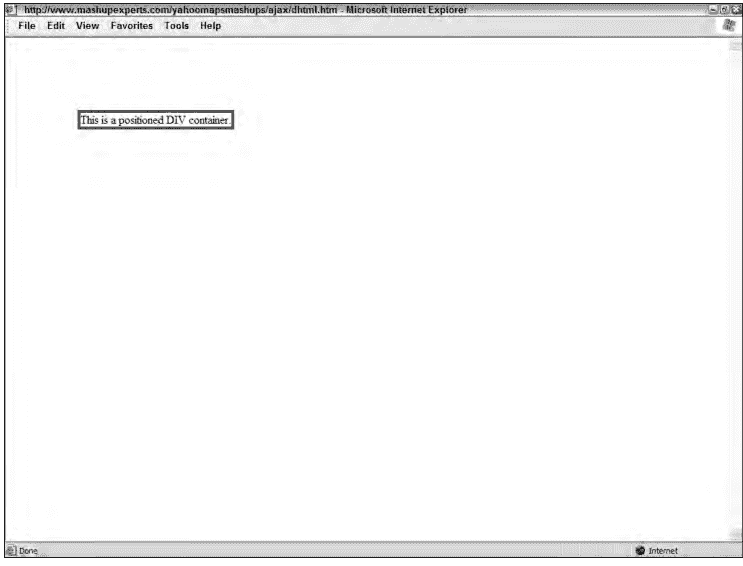 http://www.mashupexperts.com/yahoomapsmashups/ajax/dhtml.htm - Microsoft Internet Explorer
File Edit View Favorites Tools Help
This is a positioned DIV container.
Done Internet